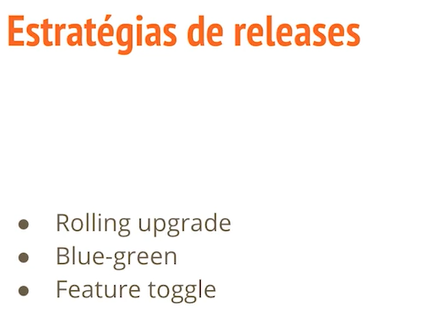 Estratégias de releases
● Rolling upgrade
● Blue-green
● Feature toggle